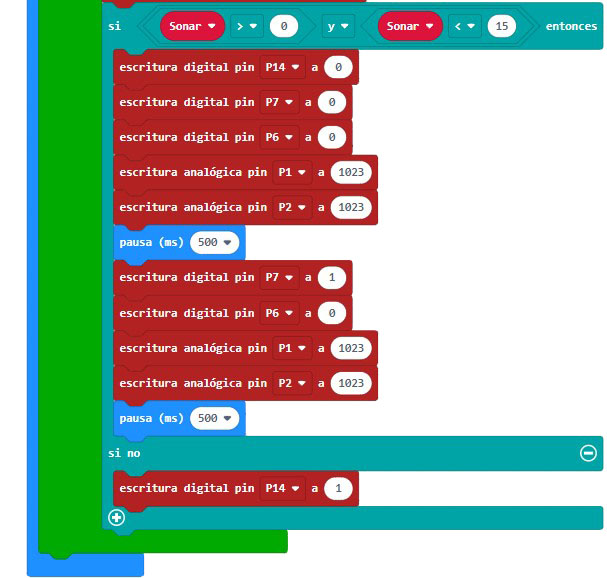 si Sonar > 0 y Sonar < 15 entonces
escritura digital pin P14 a 0
escritura digital pin P7 a 0
escritura digital pin P6 a 0
escritura analógica pin P1 a 1023
escritura analógica pin P2 a 1023
pausa (ms) 500
escritura digital pin P7 a 1
escritura digital pin P6 a 0
escritura analógica pin P1 a 1023
escritura analógica pin P2 a 1023
pausa (ms) 500
si no
escritura digital pin P14 a 1